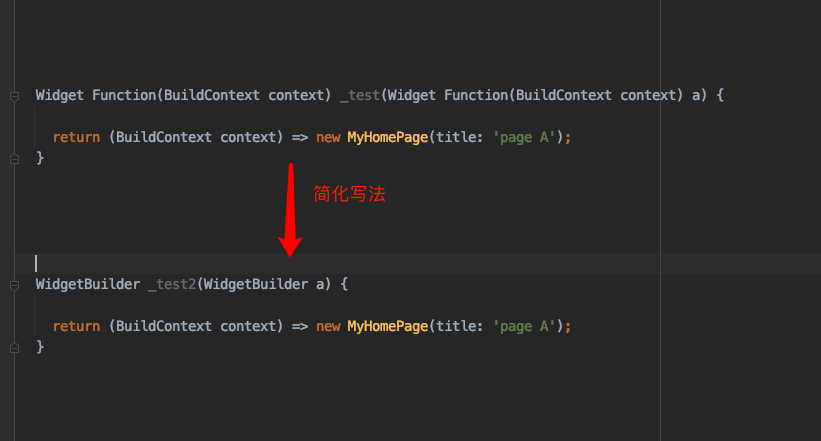 Widget Function(BuildContext context) _test(Widget Function(BuildContext context) a) {
return (BuildContext context) => new MyHomePage(title: 'page A');
}
简化写法
WidgetBuilder _test2(WidgetBuilder a) {
return (BuildContext context) => new MyHomePage(title: 'page A');
}